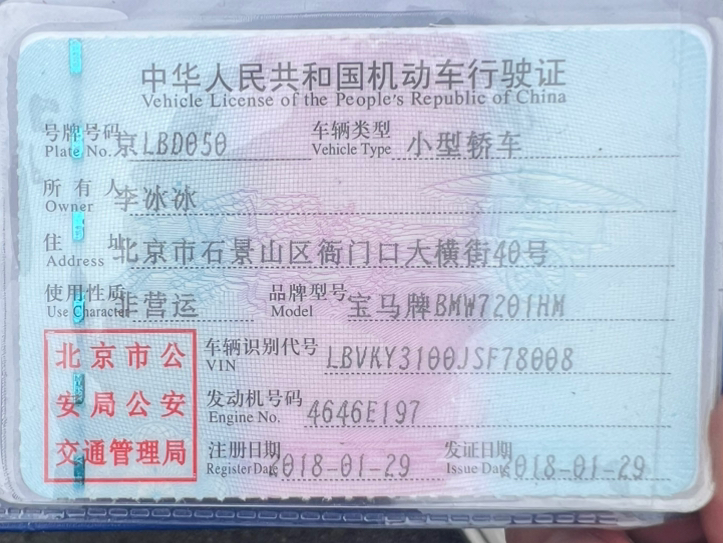 中华人民共和国机动车行驶证
Vehicle License of the People's Republic of China
号牌号码 京LBD050 车辆类型 小型轿车
Plate No. Vehicle Type
所有人 李冰冰
Owner
住址 北京市石景山区衙门口大横街40号
Address
使用性质 非营运 品牌型号 宝马牌BMW7201HM
Use Character Model
北京市公
安局公安
交通管理局
车辆识别代号 LBVKY3100JSF78008
VIN
发动机号码 4646E197
Engine No.
注册日期 2018-01-29 发证日期 2018-01-29
Register Date Issue Date